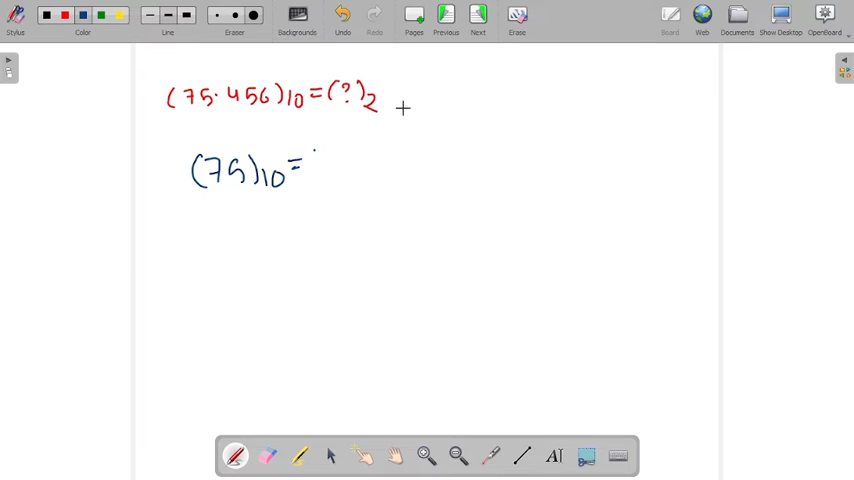 Stylus Color Line Eraser Backgrounds Undo Redo Pages Previous Next Erase Board Web Documents Show Desktop OpenBoard
(75.456)10=(?)2
(75)10=